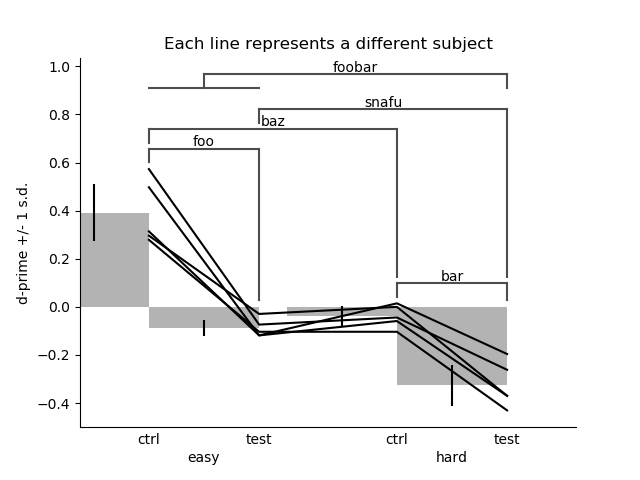 Each line represents a different subject
foobar
snafu
baz
foo
bar
d-prime +/- 1 s.d.
1.0
0.8
0.6
0.4
0.2
0.0
−0.2
−0.4
ctrl test ctrl test
easy hard